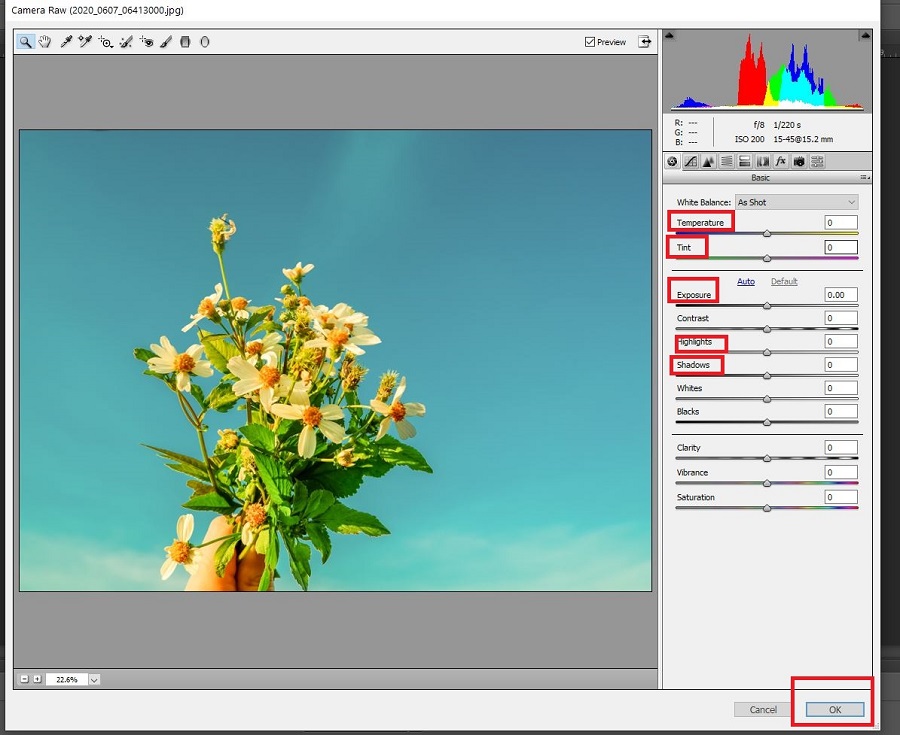 Camera Raw (2020_0607_06413000.jpg)
Preview
R: ---
G: ---
B: ---
f/8 1/220 s
ISO 200 15-45@15.2 mm
fx
Basic
White Balance: As Shot
Temperature 0
Tint 0
Auto Default
Exposure 0.00
Contrast 0
Highlights 0
Shadows 0
Whites 0
Blacks 0
Clarity 0
Vibrance 0
Saturation 0
22.6%
Cancel OK